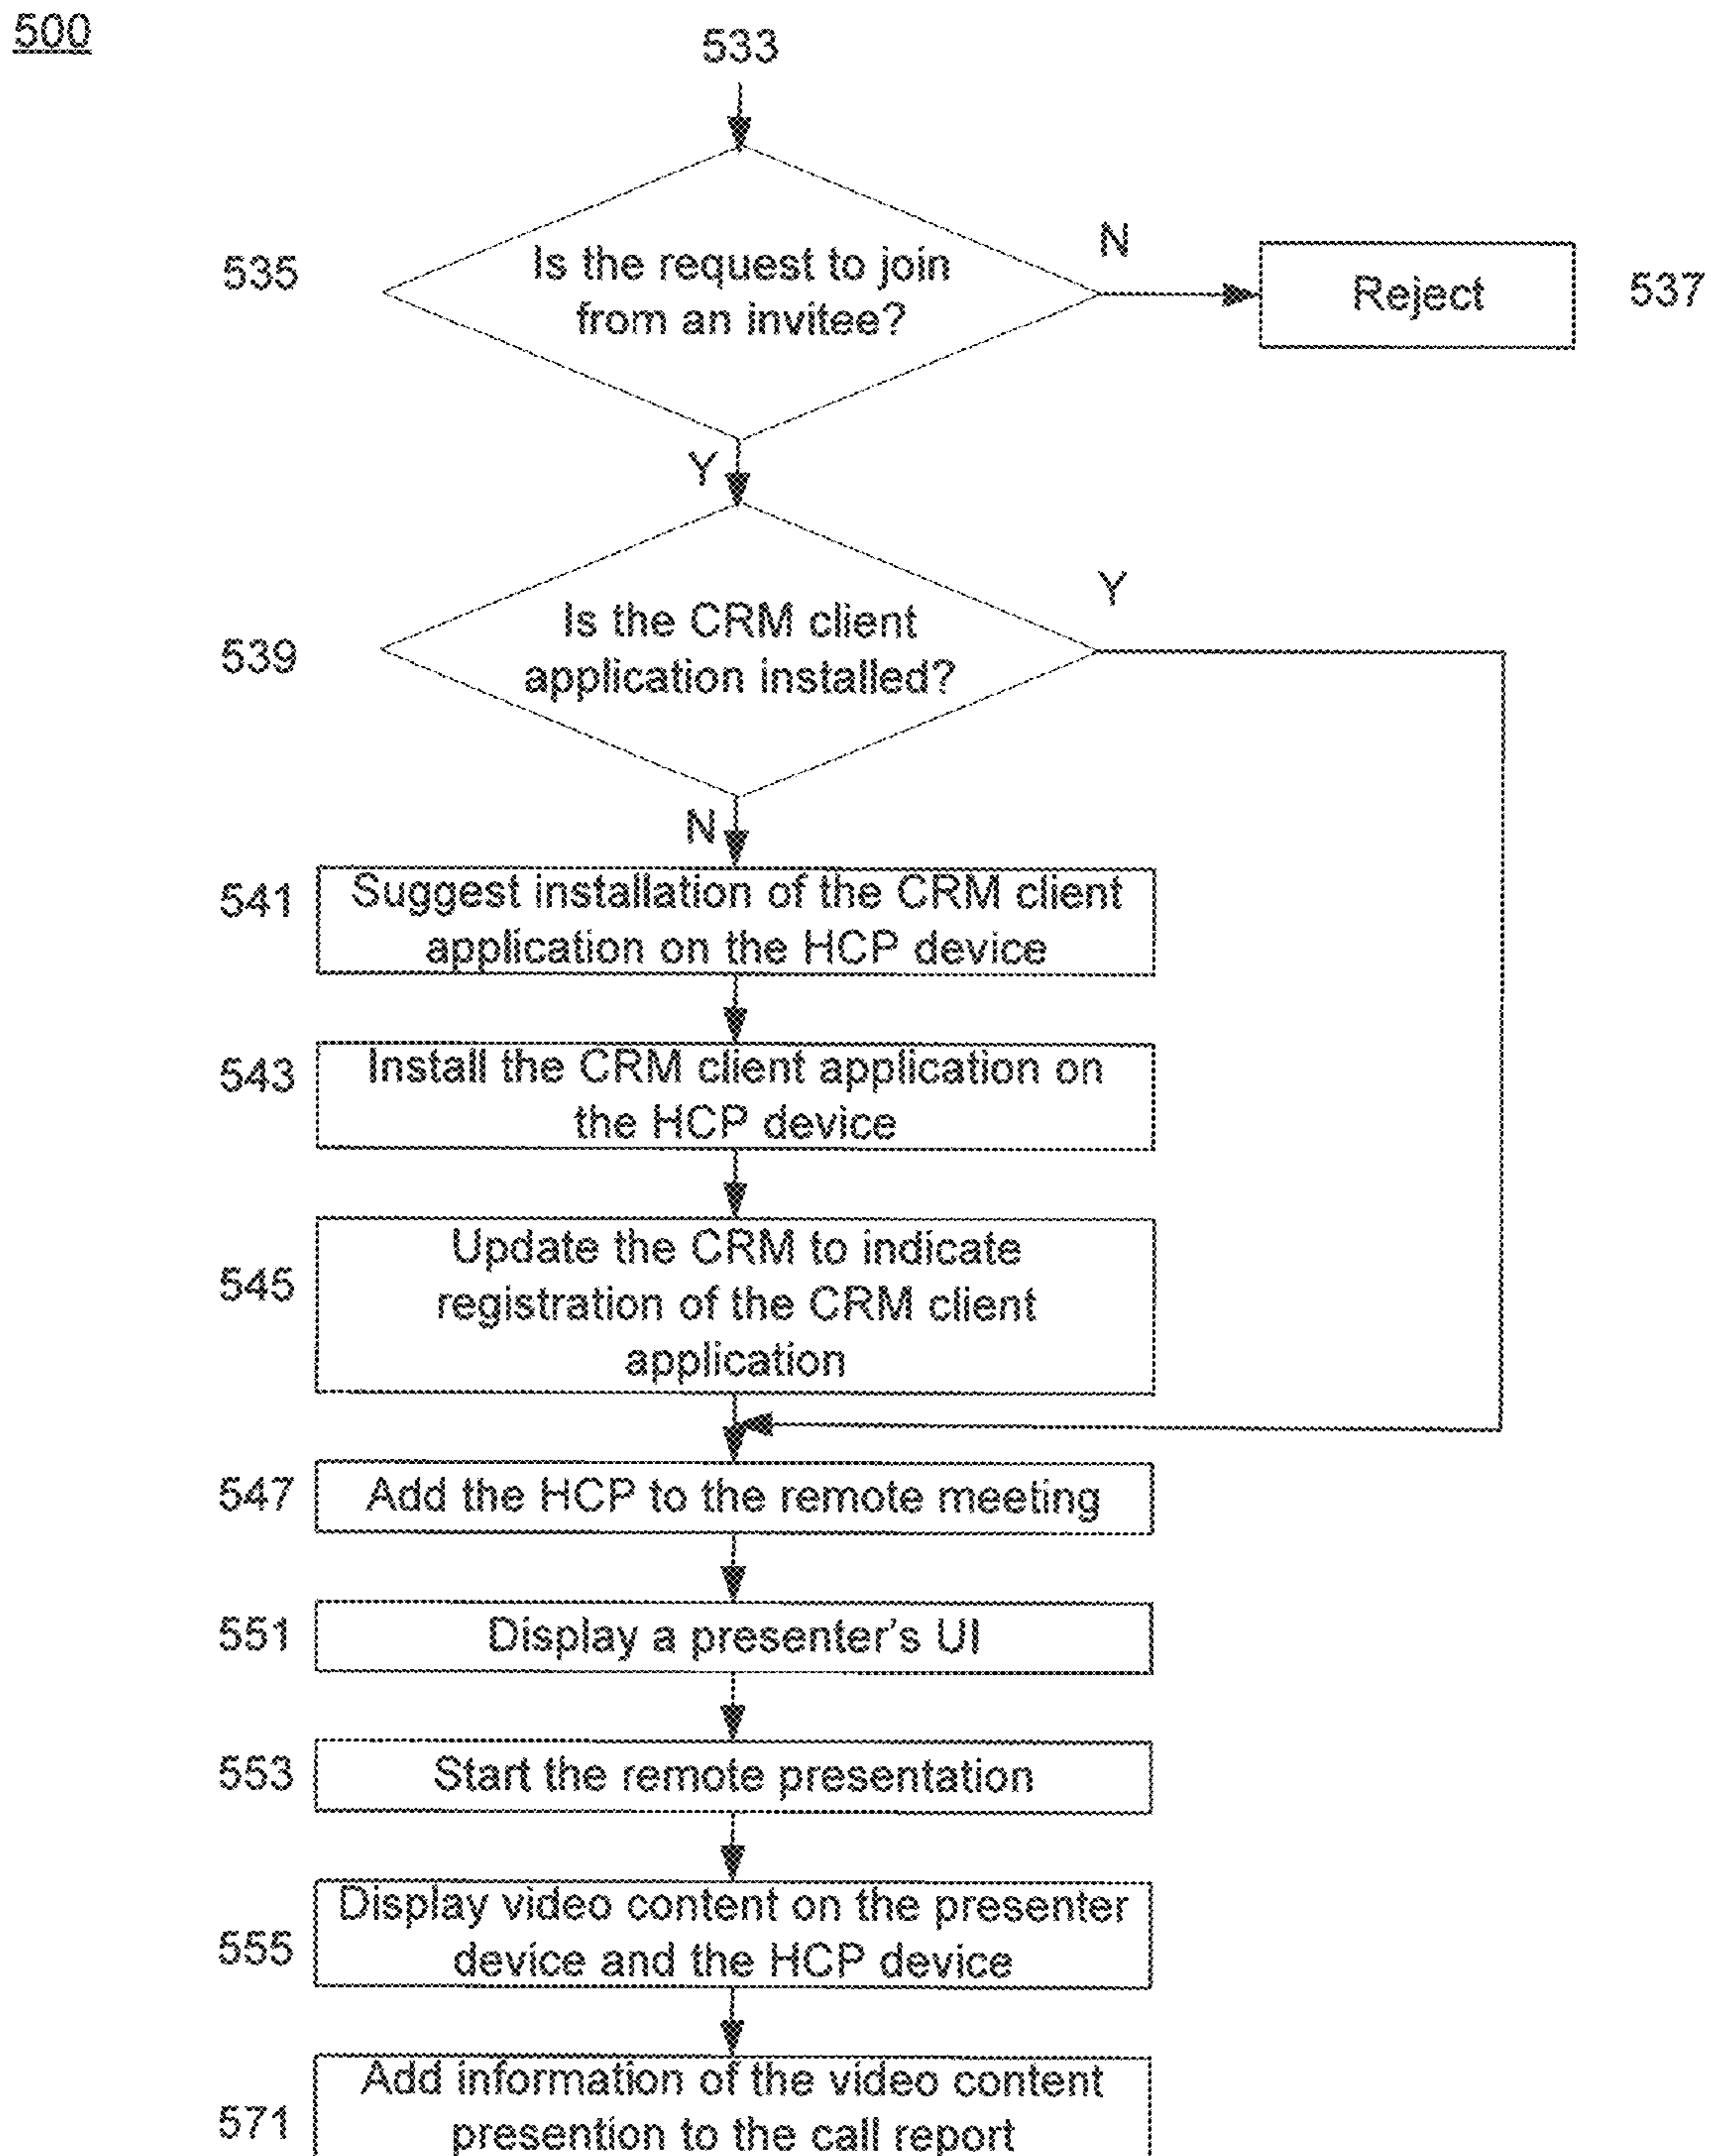 500
533
535
Is the request to join
from an invitee?
N
Reject
537
Y
539
Is the CRM client
application installed?
Y
N
541
Suggest installation of the CRM client
application on the HCP device
543
Install the CRM client application on
the HCP device
545
Update the CRM to indicate
registration of the CRM client
application
547
Add the HCP to the remote meeting
551
Display a presenter's UI
553
Start the remote presentation
555
Display video content on the presenter
device and the HCP device
571
Add information of the video content
presention to the call report